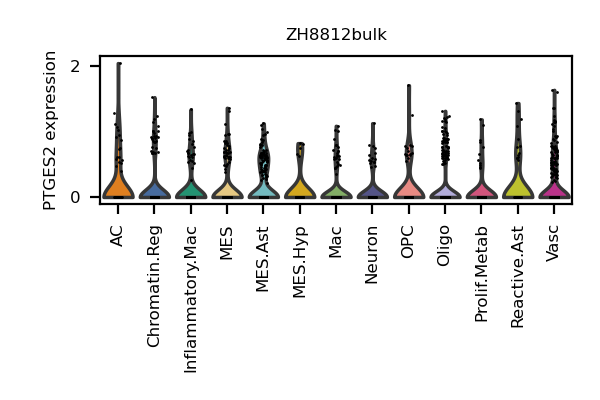 ZH8812bulk
PTGES2 expression
2
0
AC
Chromatin.Reg
Inflammatory.Mac
MES
MES.Ast
MES.Hyp
Mac
Neuron
OPC
Oligo
Prolif.Metab
Reactive.Ast
Vasc